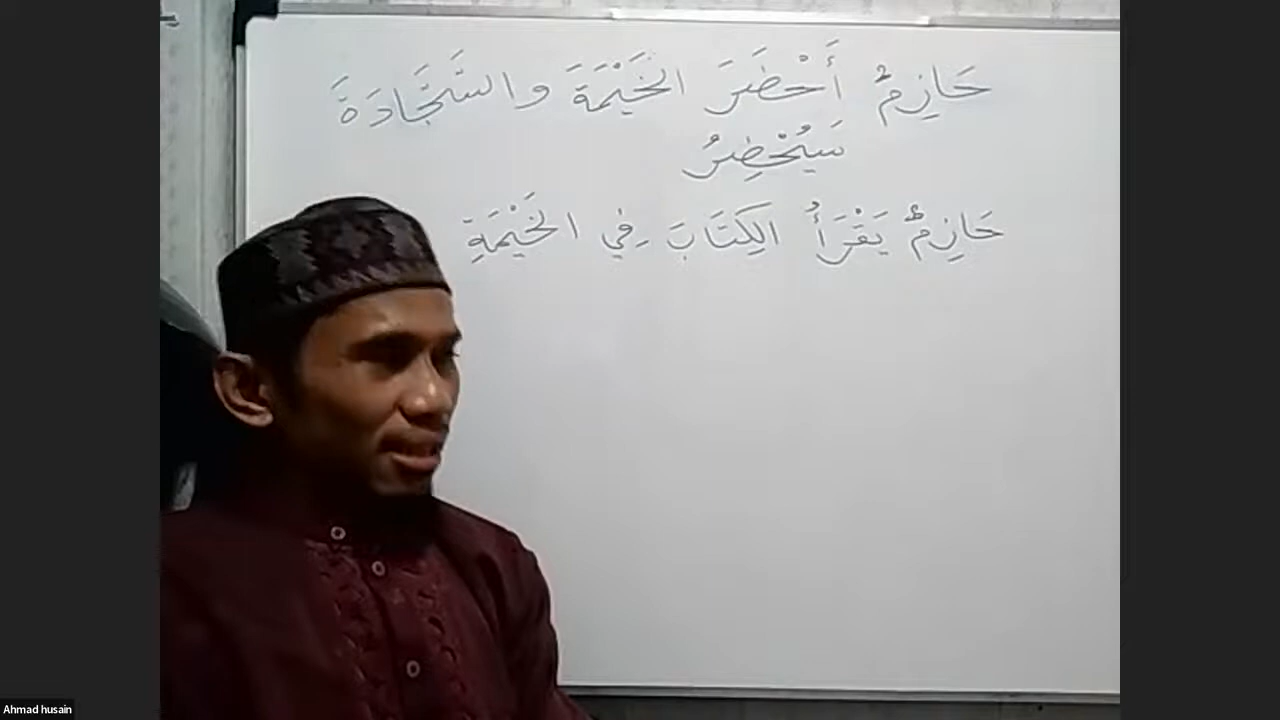 حَازِمٌ أَحْضَرَ الخَيْمَةَ والسَّجَّادَةَ
سَيُحْضِرُ
حَازِمٌ يَقْرَأُ الكِتَابَ فِي الخَيْمَةِ
Ahmad husain